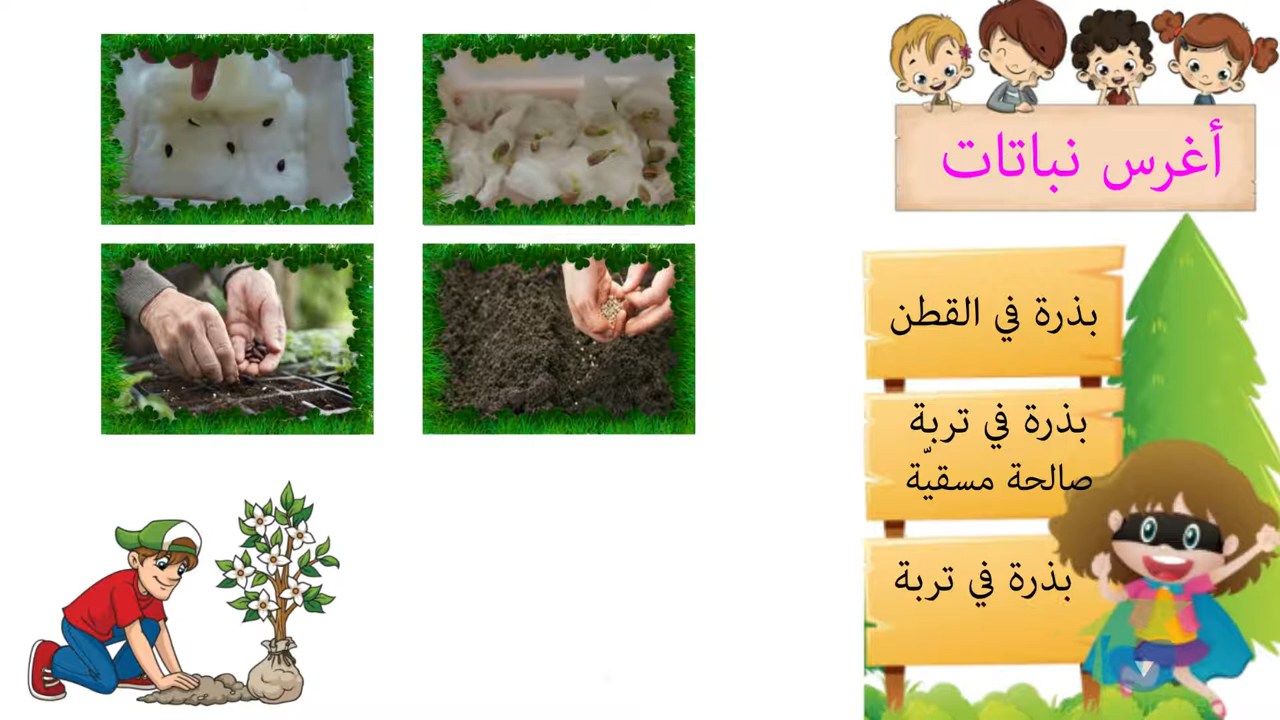 أغرس نباتات
بذرة في القطن
بذرة في تربة
صالحة مسقيّة
بذرة في تربة